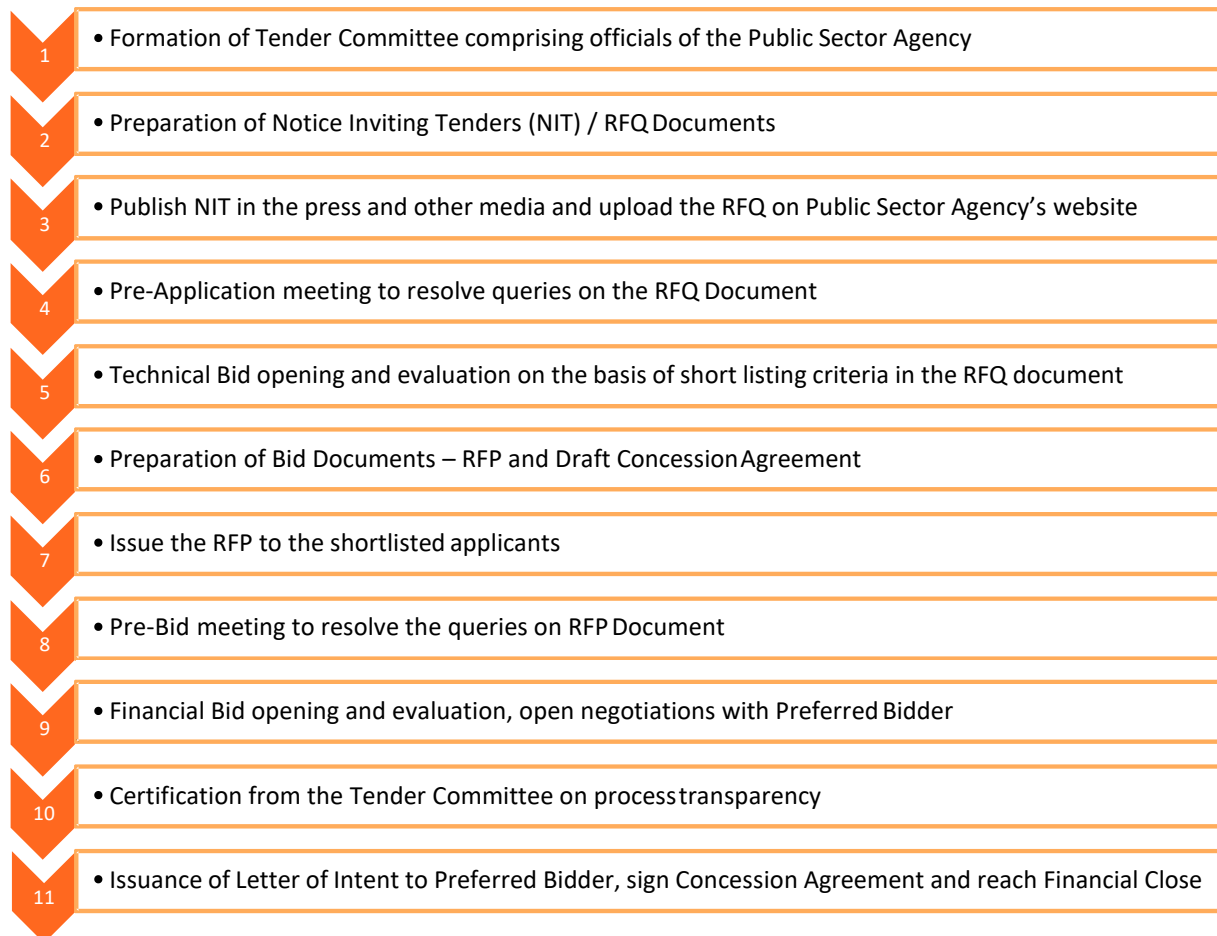 1
• Formation of Tender Committee comprising officials of the Public Sector Agency
2
• Preparation of Notice Inviting Tenders (NIT) / RFQ Documents
3
• Publish NIT in the press and other media and upload the RFQ on Public Sector Agency’s website
4
• Pre-Application meeting to resolve queries on the RFQ Document
5
• Technical Bid opening and evaluation on the basis of short listing criteria in the RFQ document
6
• Preparation of Bid Documents – RFP and Draft Concession Agreement
7
• Issue the RFP to the shortlisted applicants
8
• Pre-Bid meeting to resolve the queries on RFP Document
9
• Financial Bid opening and evaluation, open negotiations with Preferred Bidder
10
• Certification from the Tender Committee on process transparency
11
• Issuance of Letter of Intent to Preferred Bidder, sign Concession Agreement and reach Financial Close